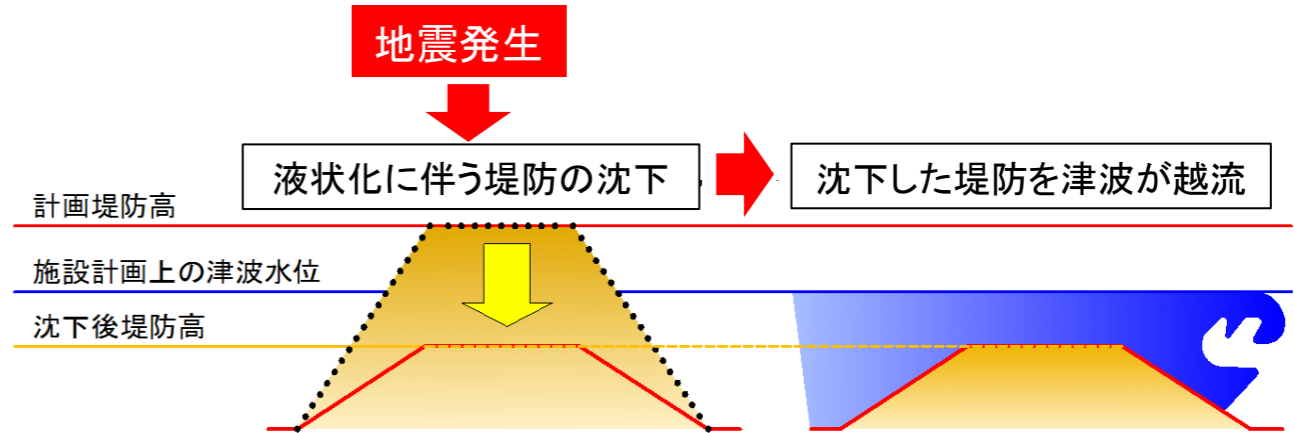 地震発生
液状化に伴う堤防の沈下
沈下した堤防を津波が越流
計画堤防高
施設計画上の津波水位
沈下後堤防高